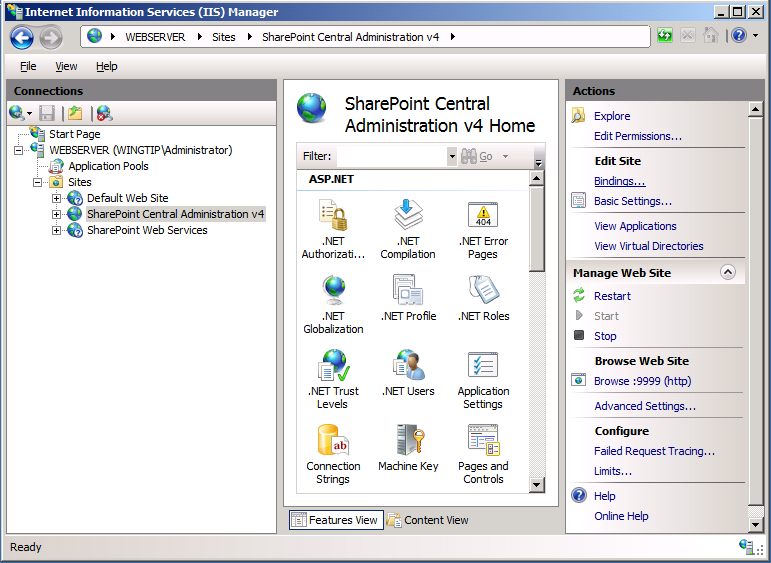 Internet Information Services (IIS) Manager
WEBSERVER Sites SharePoint Central Administration v4
File View Help
Connections
Start Page
WEBSERVER (WINGTIP\Administrator)
Application Pools
Sites
Default Web Site
SharePoint Central Administration v4
SharePoint Web Services
SharePoint Central
Administration v4 Home
Filter: Go
ASP.NET
.NET
Authorizati...
.NET
Compilation
404
.NET Error
Pages
.NET
Globalization
.NET Profile
.NET Roles
.NET Trust
Levels
.NET Users
Application
Settings
ab
Connection
Strings
Machine Key
Pages and
Controls
Features View Content View
Actions
Explore
Edit Permissions...
Edit Site
Bindings...
Basic Settings...
View Applications
View Virtual Directories
Manage Web Site
Restart
Start
Stop
Browse Web Site
Browse :9999 (http)
Advanced Settings...
Configure
Failed Request Tracing...
Limits...
Help
Online Help
Ready